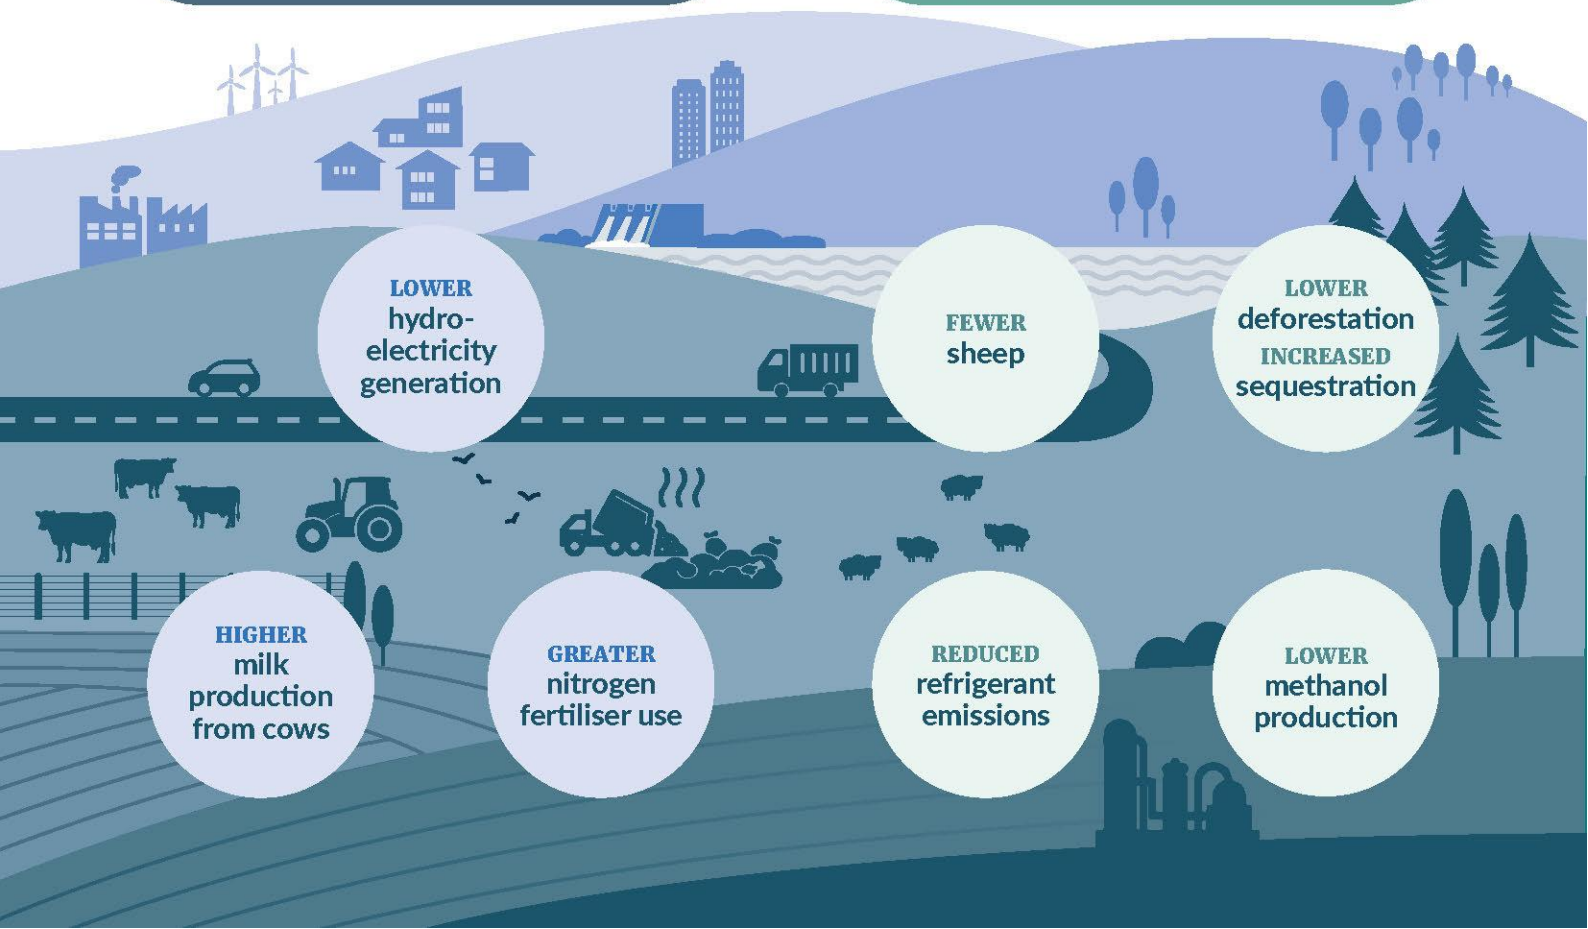 LOWER
hydro-
electricity
generation
FEWER
sheep
LOWER
deforestation
INCREASED
sequestration
HIGHER
milk
production
from cows
GREATER
nitrogen
fertiliser use
REDUCED
refrigerant
emissions
LOWER
methanol
production